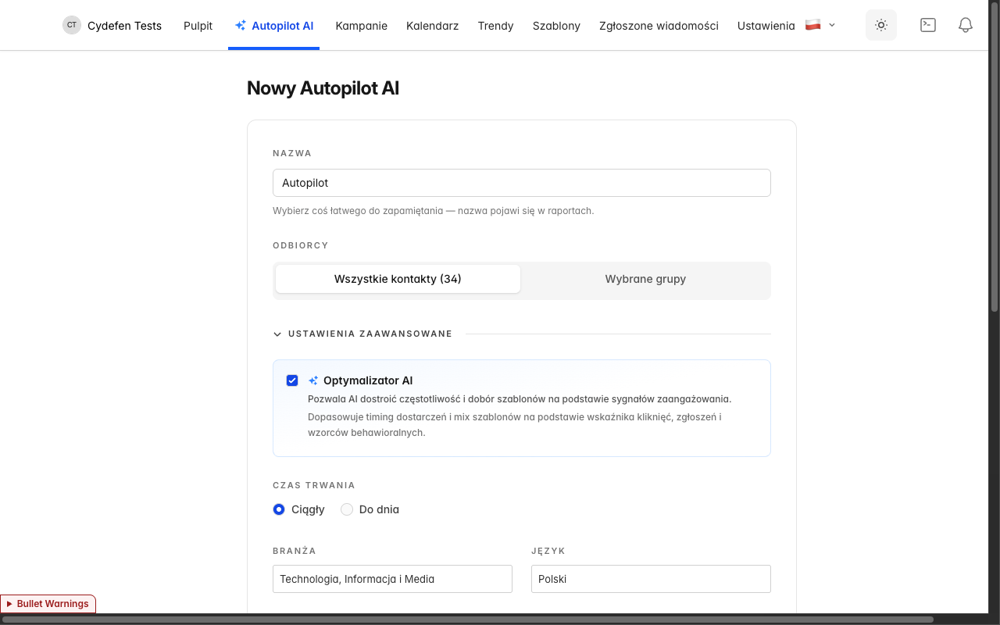 CT Cydefen Tests Pulpit Autopilot AI Kampanie Kalendarz Trendy Szablony Zgłoszone wiadomości Ustawienia
Nowy Autopilot AI
NAZWA
Autopilot
Wybierz coś łatwego do zapamiętania — nazwa pojawi się w raportach.
ODBIORCY
Wszystkie kontakty (34) Wybrane grupy
USTAWIENIA ZAAWANSOWANE
Optymalizator AI
Pozwala AI dostroić częstotliwość i dobór szablonów na podstawie sygnałów zaangażowania.
Dopasowuje timing dostarczeń i mix szablonów na podstawie wskaźnika kliknięć, zgłoszeń i
wzorców behawioralnych.
CZAS TRWANIA
Ciągły Do dnia
BRANŻA JĘZYK
Technologia, Informacja i Media Polski
Bullet Warnings